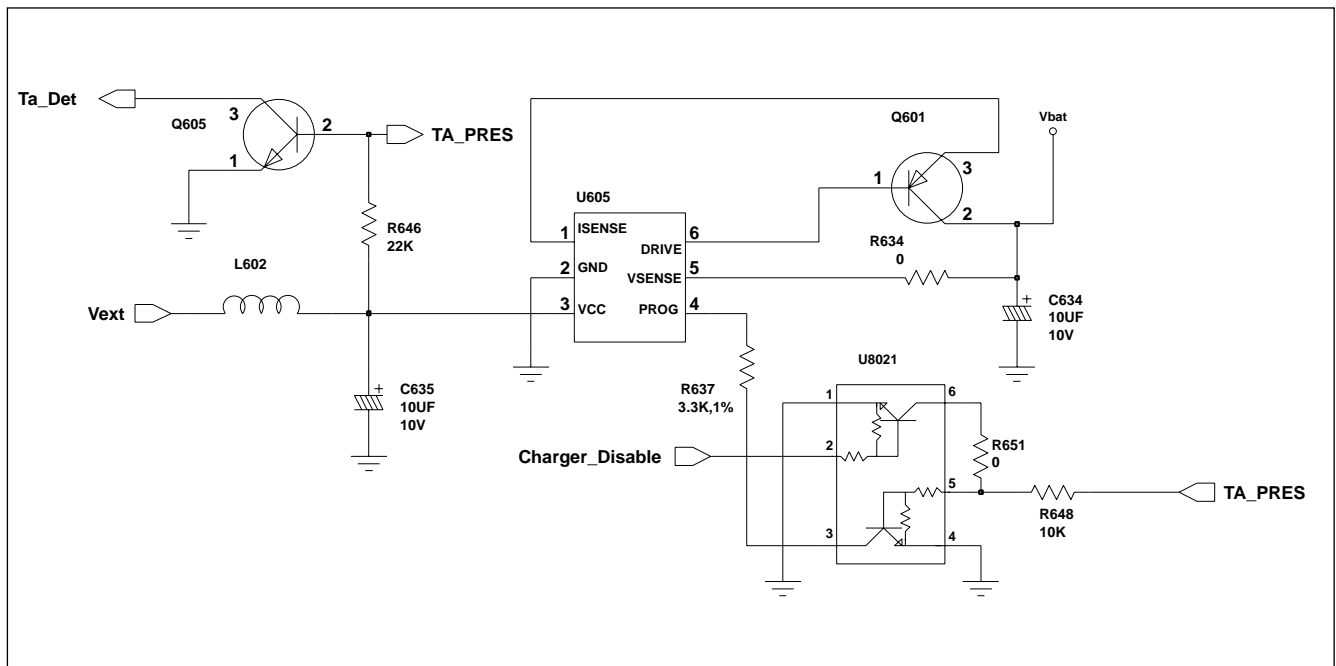 Ta_Det
Q605
3
2
1
TA_PRES
R646
22K
L602
Vext
C635
10UF
10V
U605
1
ISENSE
2
GND
3
VCC
DRIVE
6
VSENSE
5
PROG
4
Q601
1
3
2
Vbat
R634
0
C634
10UF
10V
R637
3.3K,1%
U8021
1
6
2
5
3
4
Charger_Disable
R651
0
R648
10K
TA_PRES
+
+